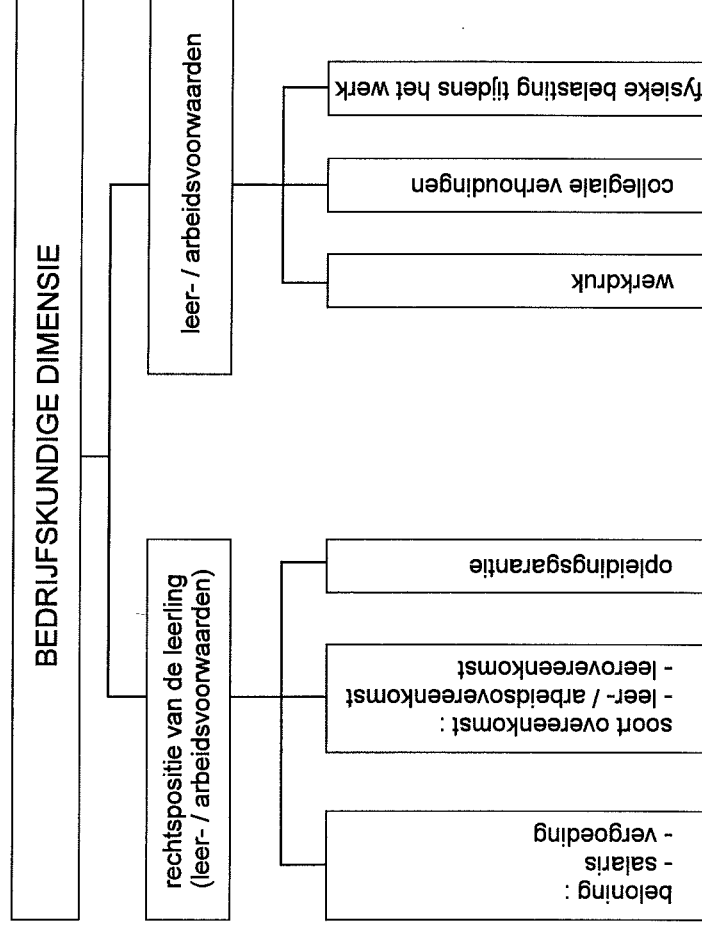 BEDRIJFSKUNDIGE DIMENSIE
rechtspositie van de leerling
(leer- / arbeidsvoorwaarden)
leer- / arbeidsvoorwaarden
beloning :
- salaris
- vergoeding
soort overeenkomst :
- leer- / arbeidsovereenkomst
- leerovereenkomst
opleidingsgarantie
werkdruk
collegiale verhoudingen
fysieke belasting tijdens het werk